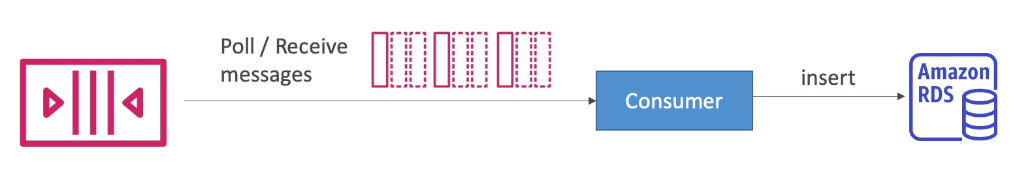 Poll / Receive
messages
Consumer
insert
Amazon
RDS